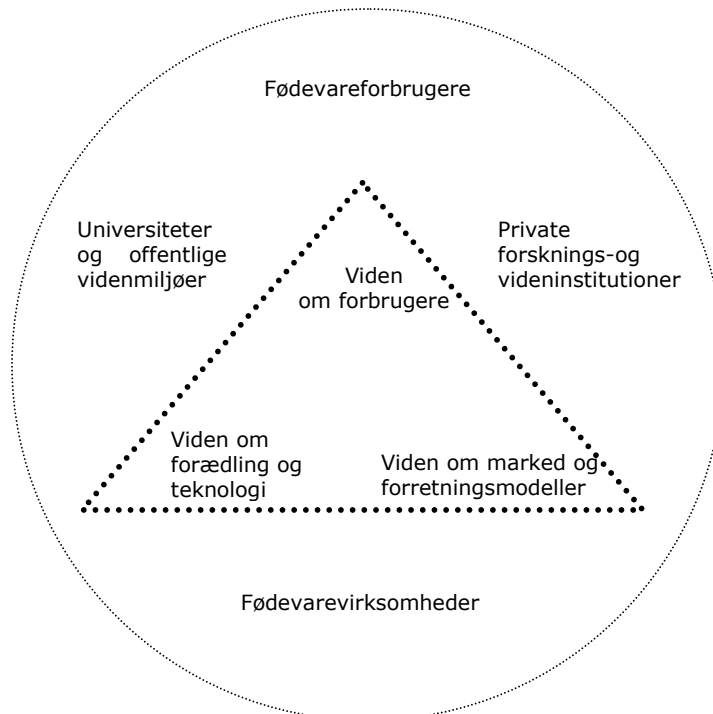 Fødevareforbrugere
Universiteter
og offentlige
videnmiljøer
Private
forsknings-og
videninstitutioner
Viden
om forbrugere
Viden om
forædling og
teknologi
Viden om marked og
forretningsmodeller
Fødevarevirksomheder